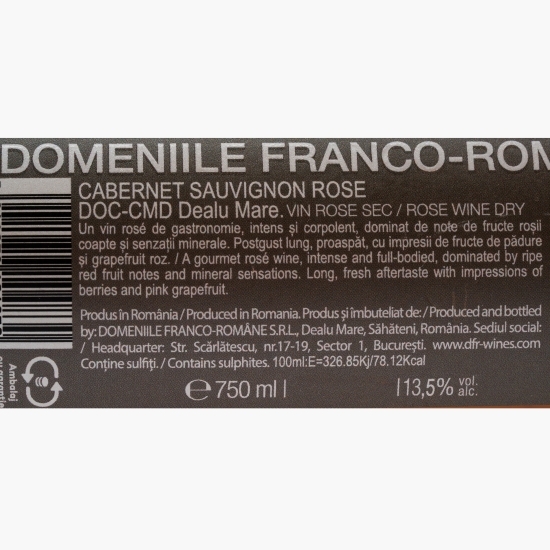 DOMENIILE FRANCO-ROM
CABERNET SAUVIGNON ROSE
DOC-CMD Dealu Mare. VIN ROSE SEC / ROSE WINE DRY
Un vin rosé de gastronomie, intens și corpolent, dominat de note de fructe roșii
coapte și senzații minerale. Postgust lung, proaspăt, cu impresii de fructe de pădure
și grapefruit roz. / A gourmet rosé wine, intense and full-bodied, dominated by ripe
red fruit notes and mineral sensations. Long, fresh aftertaste with impressions of
berries and pink grapefruit.
Produs în România / Produced in Romania. Produs și îmbuteliat de: / Produced and bottled
by: DOMENIILE FRANCO-ROMÂNE S.R.L., Dealu Mare, Săhăteni, România. Sediul social:
/ Headquarter: Str. Scărlătescu, nr.17-19, Sector 1, București. www.dfr-wines.com
Conține sulfiți. / Contains sulphites. 100ml:E=326.85Kj/78.12Kcal
℮ 750 ml | | 13,5% vol. alc.
Ambalaj
cu garanție